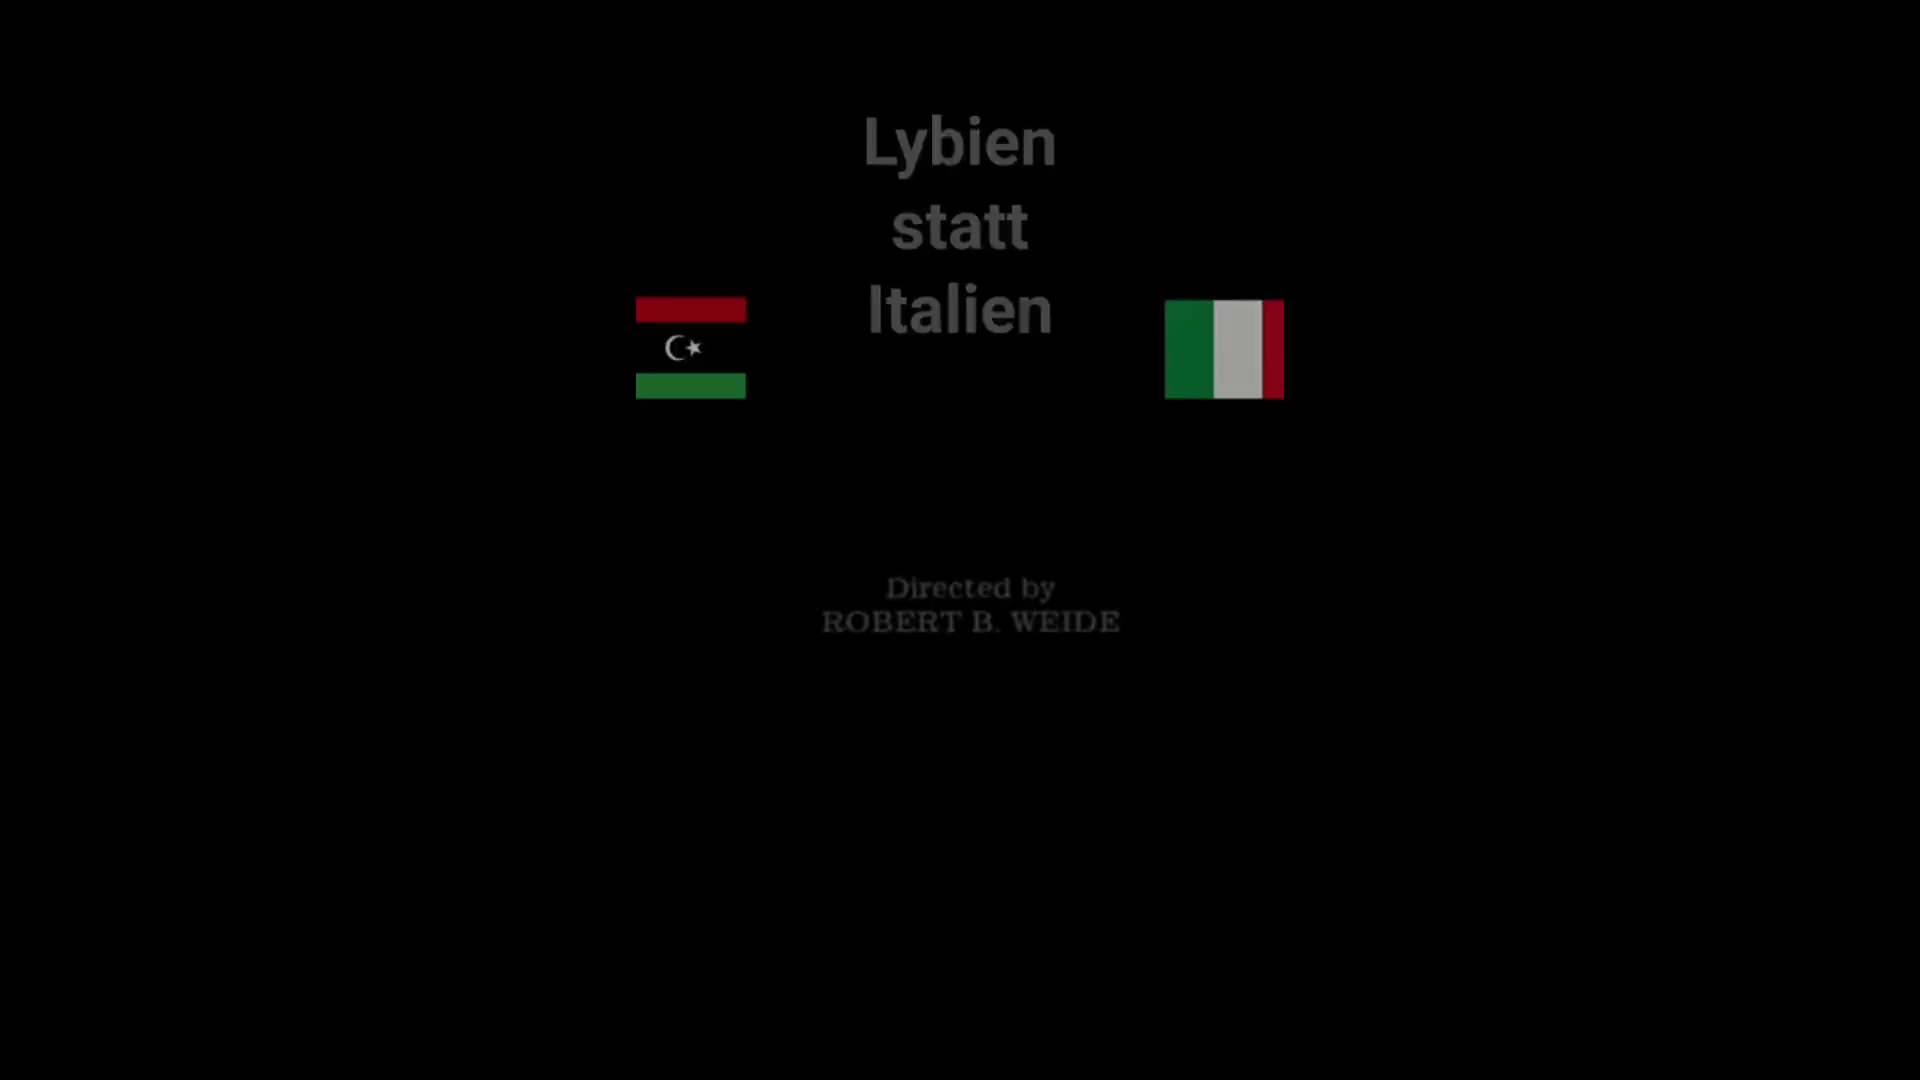 Lybien
statt
Italien
Directed by
ROBERT B. WEIDE